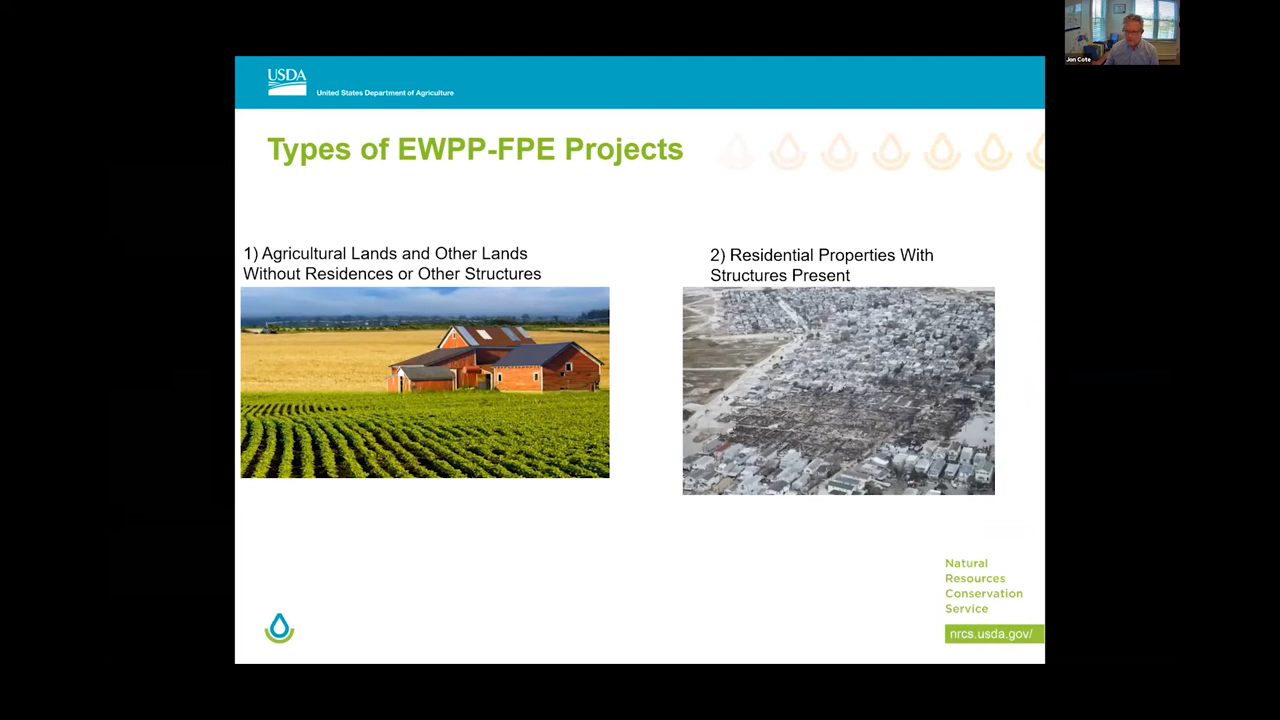 Jon Cote
USDA
United States Department of Agriculture
Types of EWPP-FPE Projects
1) Agricultural Lands and Other Lands
Without Residences or Other Structures
2) Residential Properties With
Structures Present
Natural
Resources
Conservation
Service
nrcs.usda.gov/